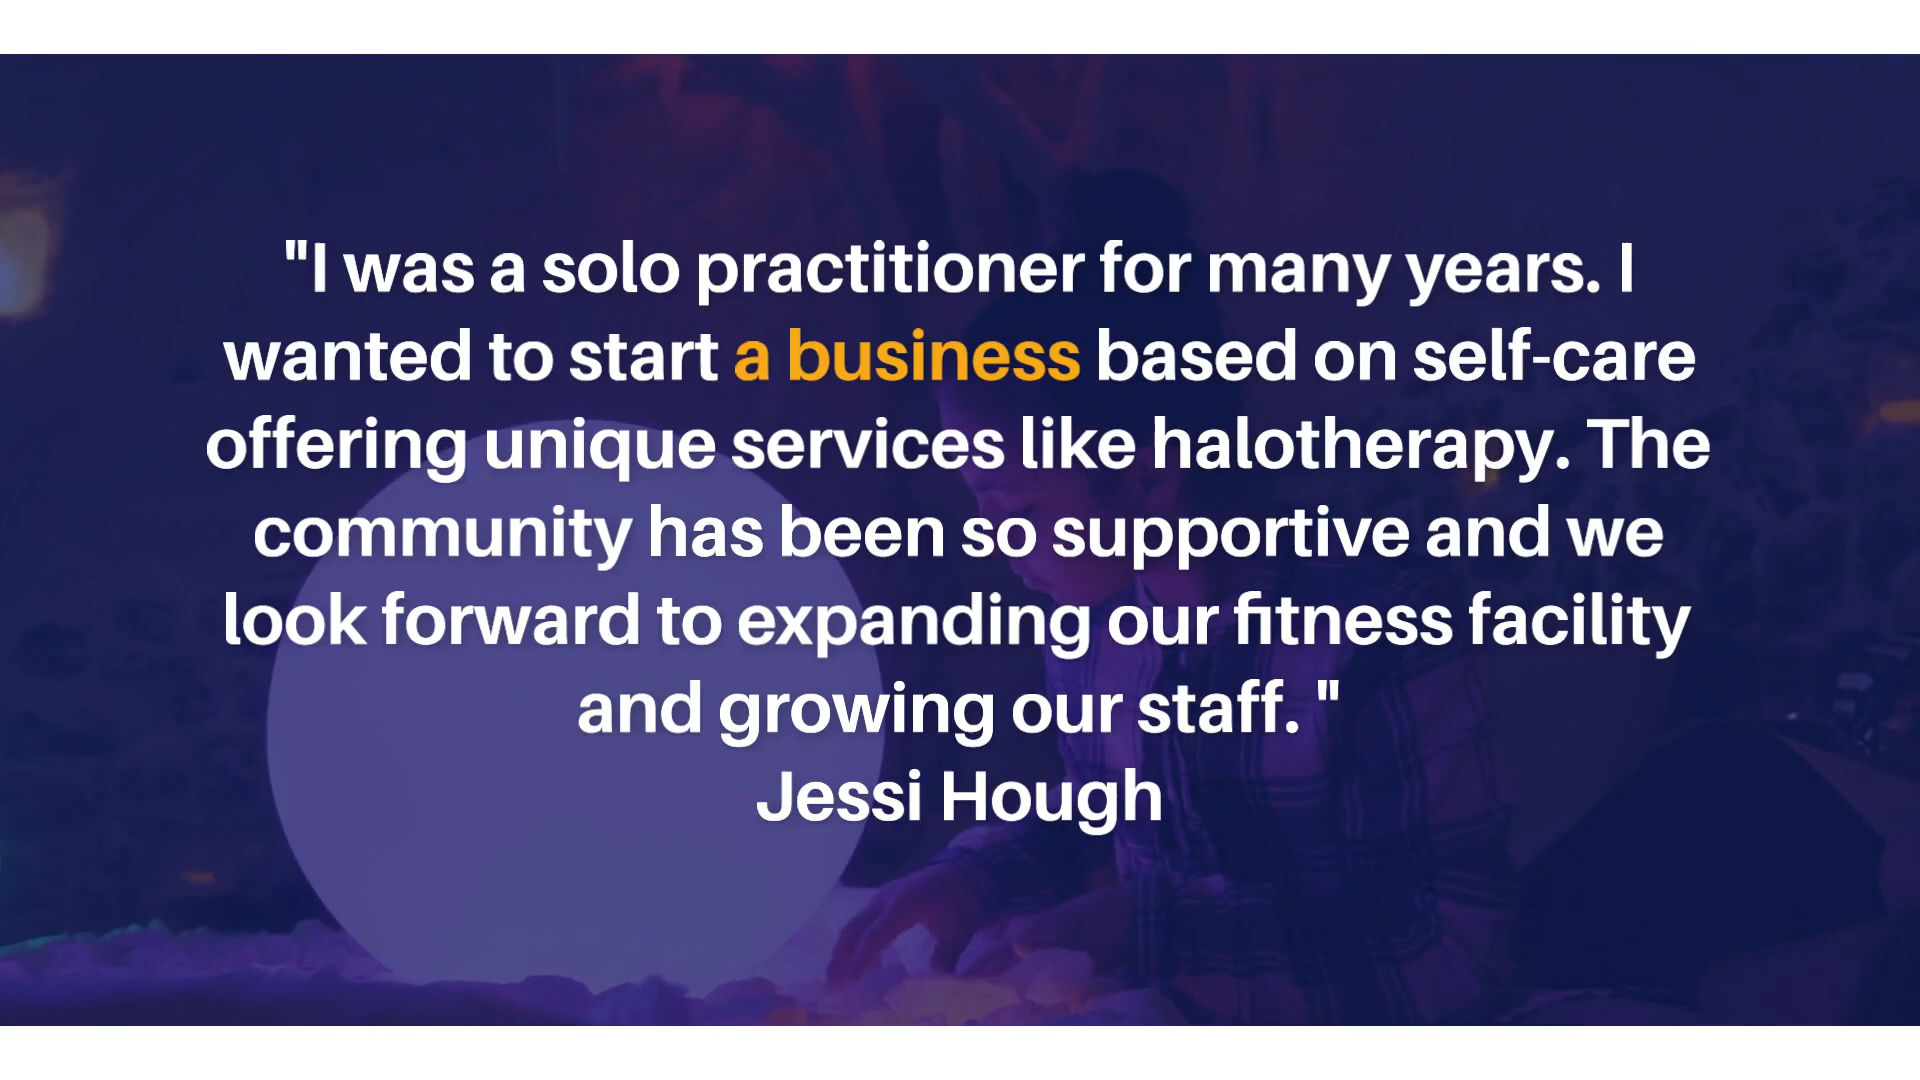 "I was a solo practitioner for many years. I
wanted to start a business based on self-care
offering unique services like halotherapy. The
community has been so supportive and we
look forward to expanding our fitness facility
and growing our staff. "
Jessi Hough